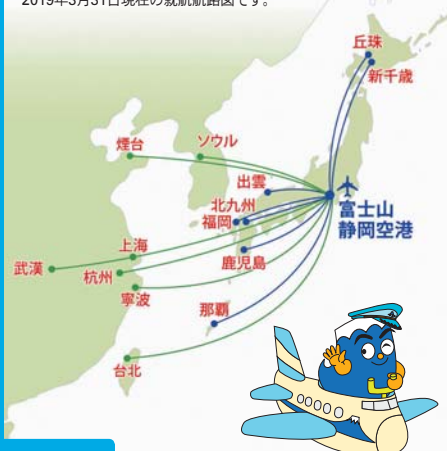 2019年3月31日現在の就航航路図です。
丘珠
新千歳
煙台
ソウル
出雲
北九州
福岡
富士山
静岡空港
上海
鹿児島
武漢
杭州
寧波
那覇
台北